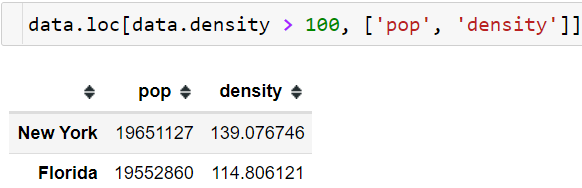 data.loc[data.density > 100, ['pop', 'density']]
pop density
New York 19651127 139.076746
Florida 19552860 114.806121